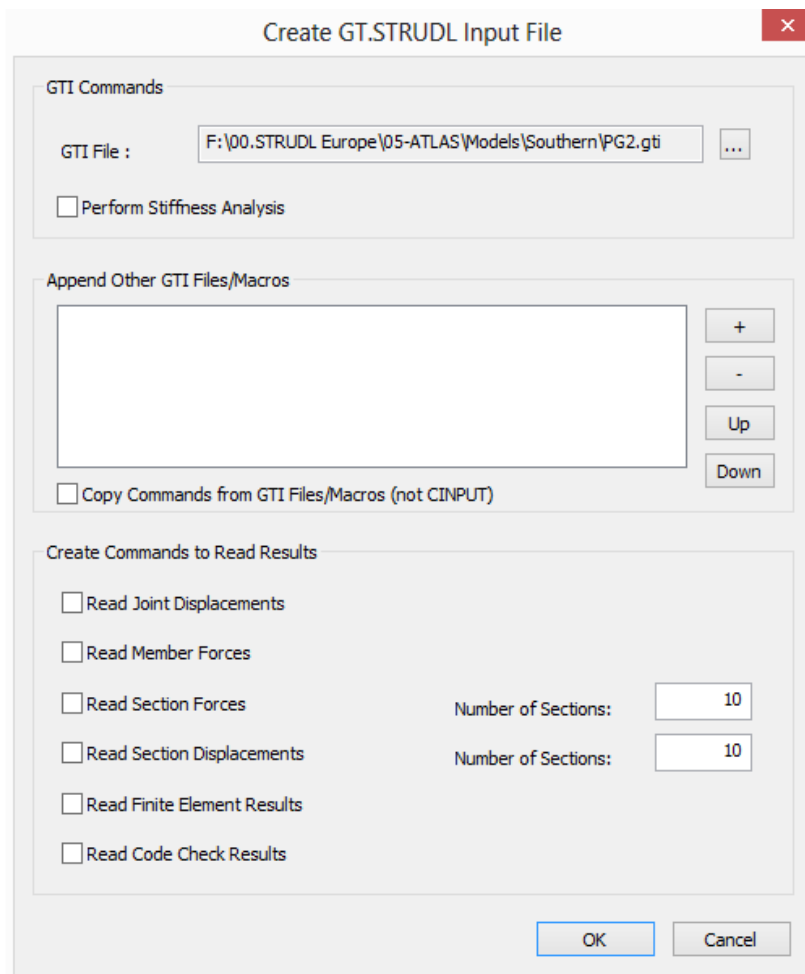 Create GT.STRUDL Input File
GTI Commands
GTI File :
F:\00.STRUDL Europe\05-ATLAS\Models\Southern\PG2.gti
...
Perform Stiffness Analysis
Append Other GTI Files/Macros
+
-
Up
Down
Copy Commands from GTI Files/Macros (not CINPUT)
Create Commands to Read Results
Read Joint Displacements
Read Member Forces
Read Section Forces
Number of Sections:
10
Read Section Displacements
Number of Sections:
10
Read Finite Element Results
Read Code Check Results
OK
Cancel